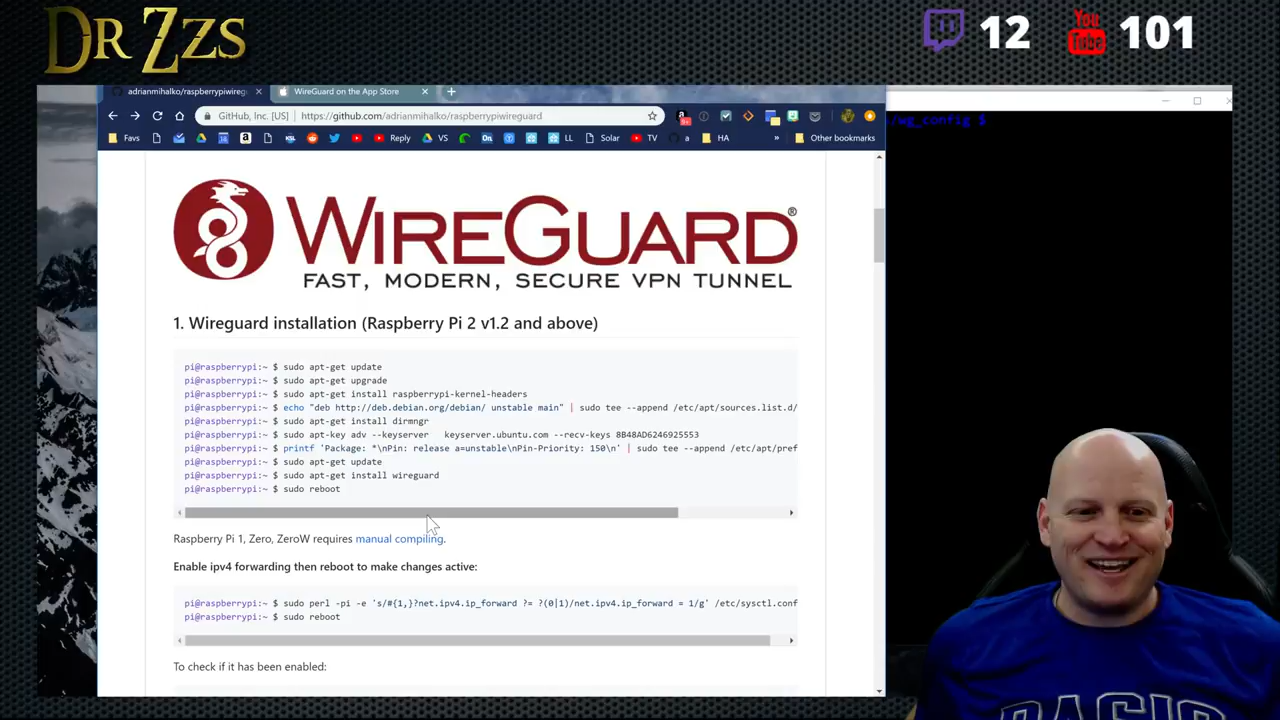 DR ZZS
12
You Tube
101
adrianmihalko/raspberrypiwireg
WireGuard on the App Store
GitHub, Inc. [US]
https://github.com/adrianmihalko/raspberrypiwireguard
Favs
Reply
VS
On
LL
Solar
TV
a
HA
»
Other bookmarks
/wg_config $
WIREGUARD®
FAST, MODERN, SECURE VPN TUNNEL
1. Wireguard installation (Raspberry Pi 2 v1.2 and above)
pi@raspberrypi:~ $ sudo apt-get update
pi@raspberrypi:~ $ sudo apt-get upgrade
pi@raspberrypi:~ $ sudo apt-get install raspberrypi-kernel-headers
pi@raspberrypi:~ $ echo "deb http://deb.debian.org/debian/ unstable main" | sudo tee --append /etc/apt/sources.list.d/
pi@raspberrypi:~ $ sudo apt-get install dirmngr
pi@raspberrypi:~ $ sudo apt-key adv --keyserver keyserver.ubuntu.com --recv-keys 8B48AD6246925553
pi@raspberrypi:~ $ printf 'Package: *\nPin: release a=unstable\nPin-Priority: 150\n' | sudo tee --append /etc/apt/pref
pi@raspberrypi:~ $ sudo apt-get update
pi@raspberrypi:~ $ sudo apt-get install wireguard
pi@raspberrypi:~ $ sudo reboot
Raspberry Pi 1, Zero, ZeroW requires manual compiling.
Enable ipv4 forwarding then reboot to make changes active:
pi@raspberrypi:~ $ sudo perl -pi -e 's/#{1,}?net.ipv4.ip_forward ?= ?(0|1)/net.ipv4.ip_forward = 1/g' /etc/sysctl.conf
pi@raspberrypi:~ $ sudo reboot
To check if it has been enabled: